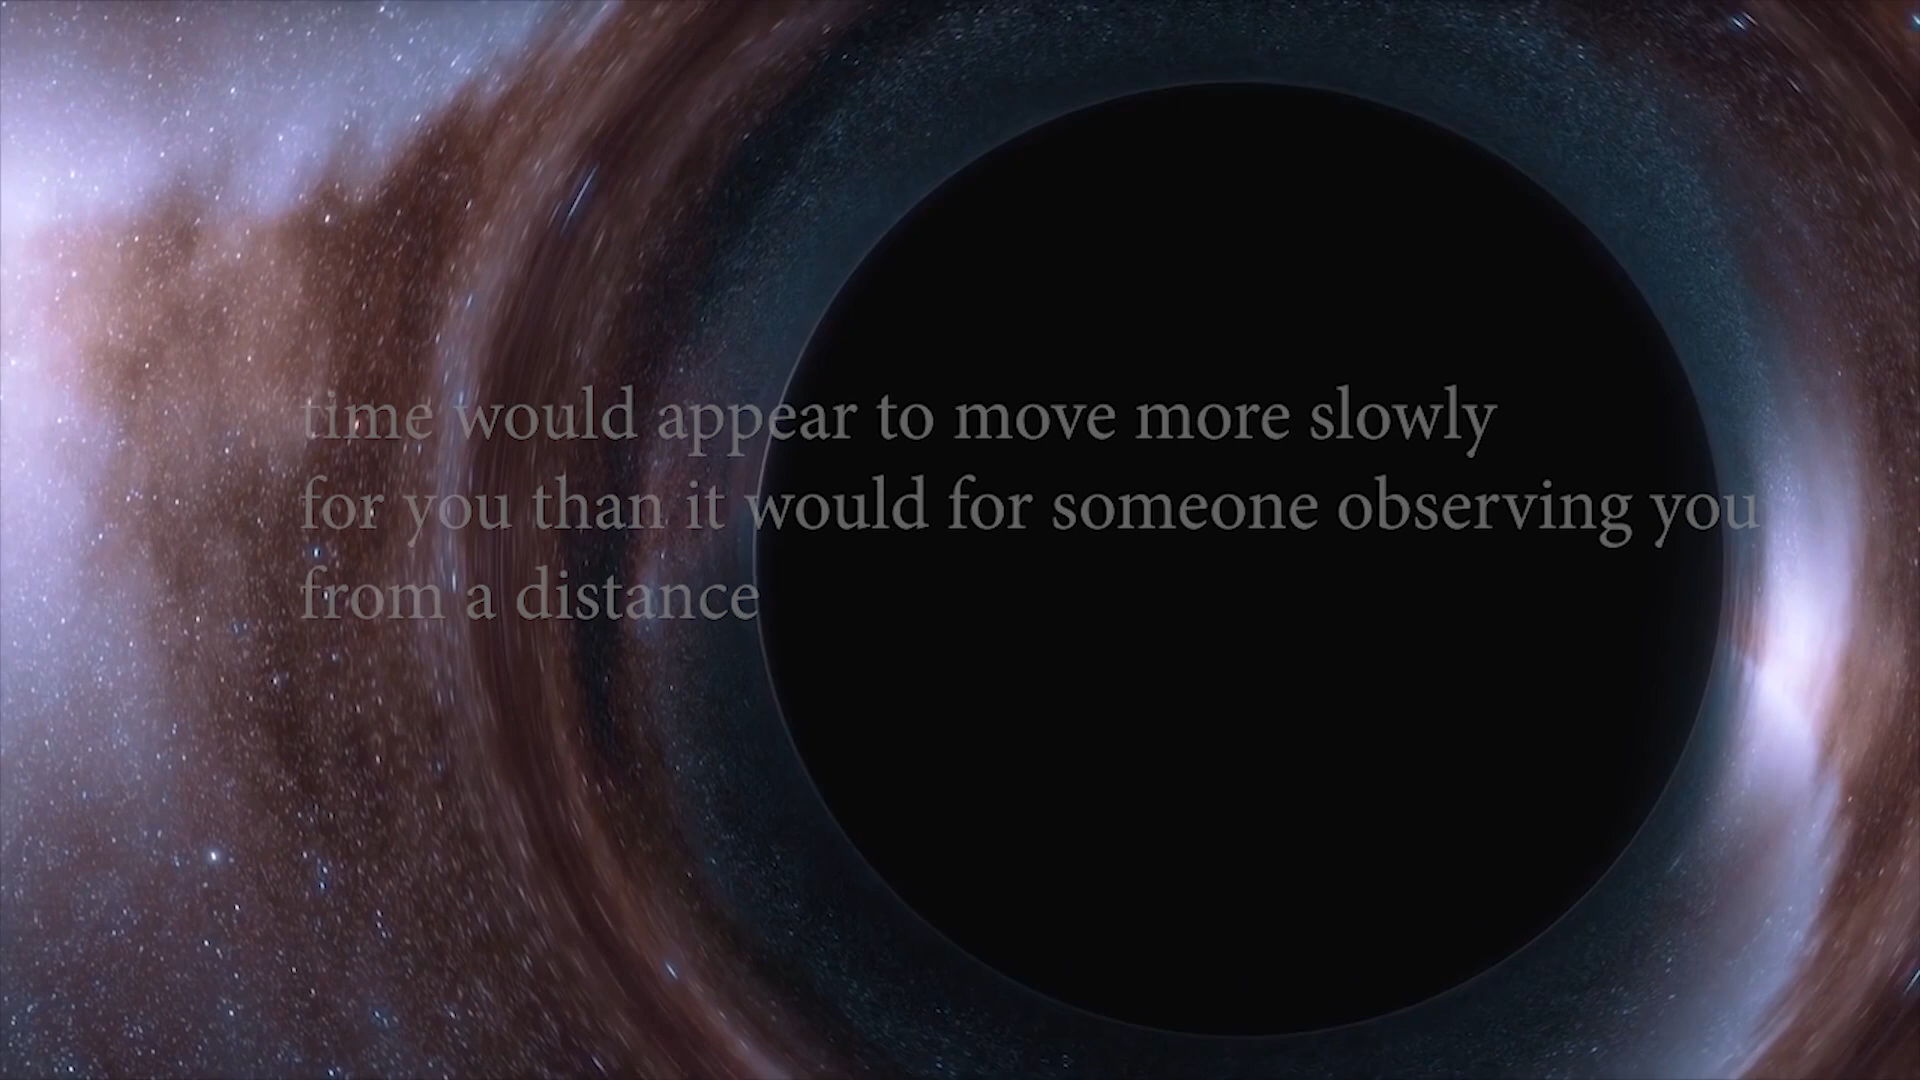 time would appear to move more slowly
for you than it would for someone observing you
from a distance